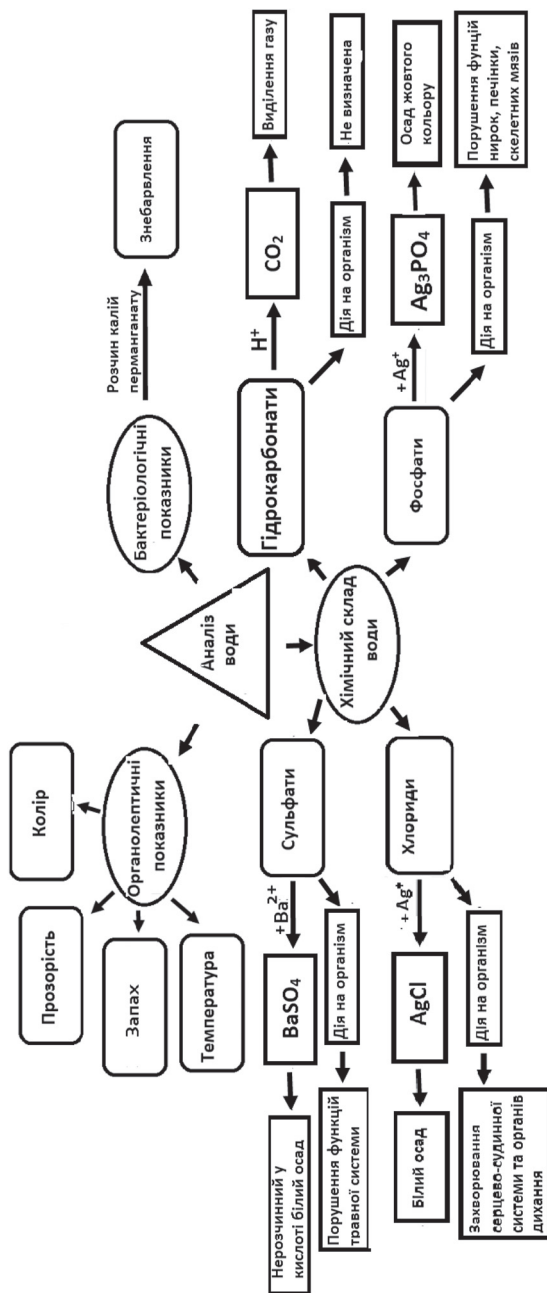 Прозорість
Колір
Запах
Температура
Органолептичні
показники
Аналіз
води
Бактеріологічні
показники
Розчин калій
перманганату
Знебарвлення
Хімічний склад
води
Гідрокарбонати
H⁺
CO₂
Виділення газу
Дія на організм
Не визначена
Сульфати
+Ba²⁺
BaSO₄
Нерозчинний у
кислоті білий осад
Дія на організм
Порушення функцій
травної системи
Хлориди
+Ag⁺
AgCl
Білий осад
Дія на організм
Захворювання
серцево-судинної
системи та органів
дихання
Фосфати
+Ag⁺
Ag₃PO₄
Осад жовтого
кольору
Дія на організм
Порушення фунцій
нирок, печінки,
скелетних мязів